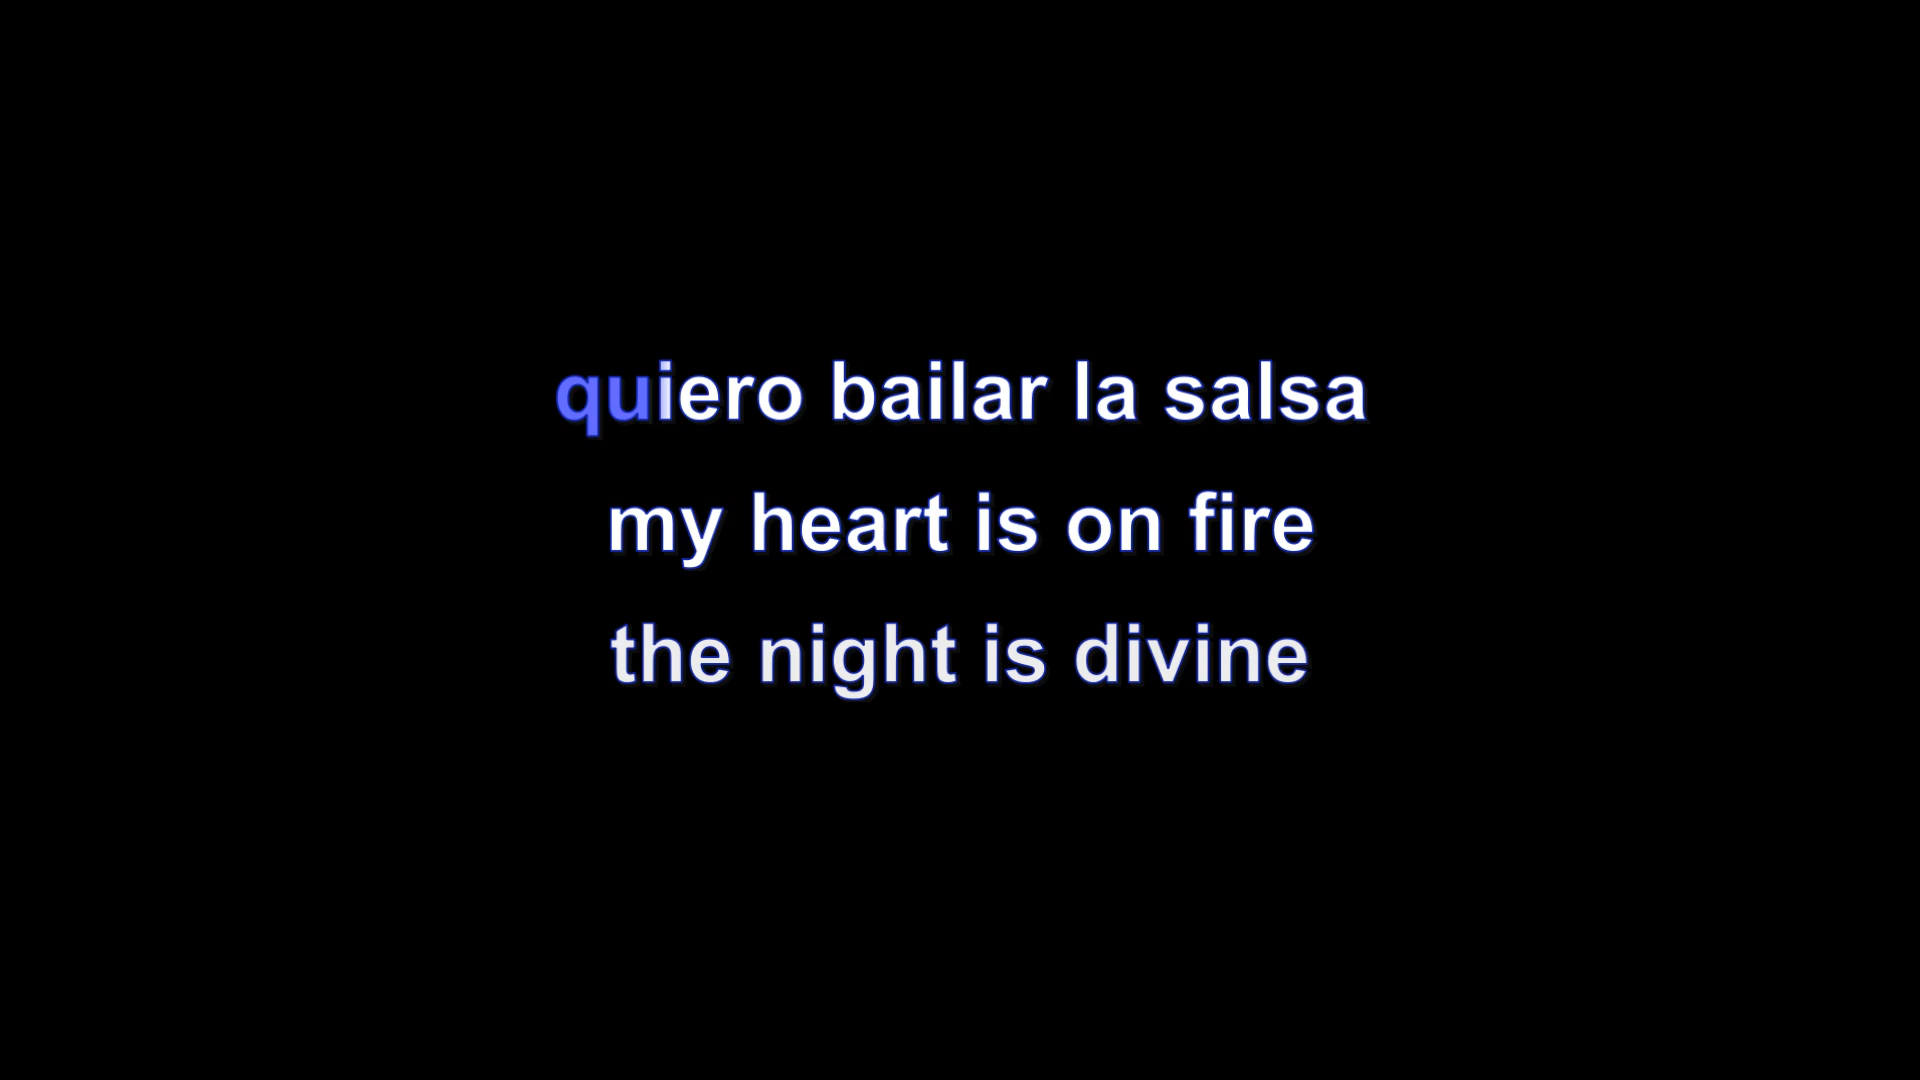 quiero bailar la salsa
my heart is on fire
the night is divine